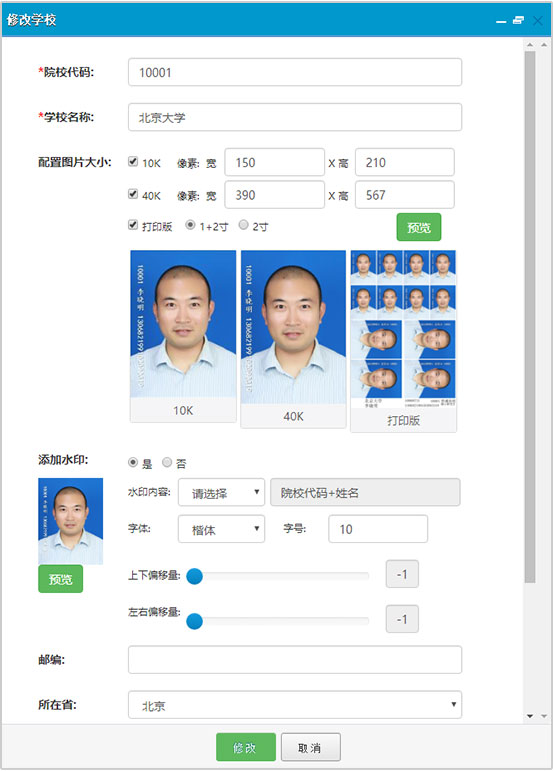 修改学校
*院校代码: 10001
*学校名称: 北京大学
配置图片大小: 10K 像素: 宽 150 X 高 210
40K 像素: 宽 390 X 高 567
打印版 1+2寸 2寸 预览
10K 40K 打印版
添加水印: 是 否
水印内容: 请选择 院校代码+姓名
字体: 楷体 字号: 10
预览
上下偏移量: -1
左右偏移量: -1
邮编:
所在省: 北京
修改 取消